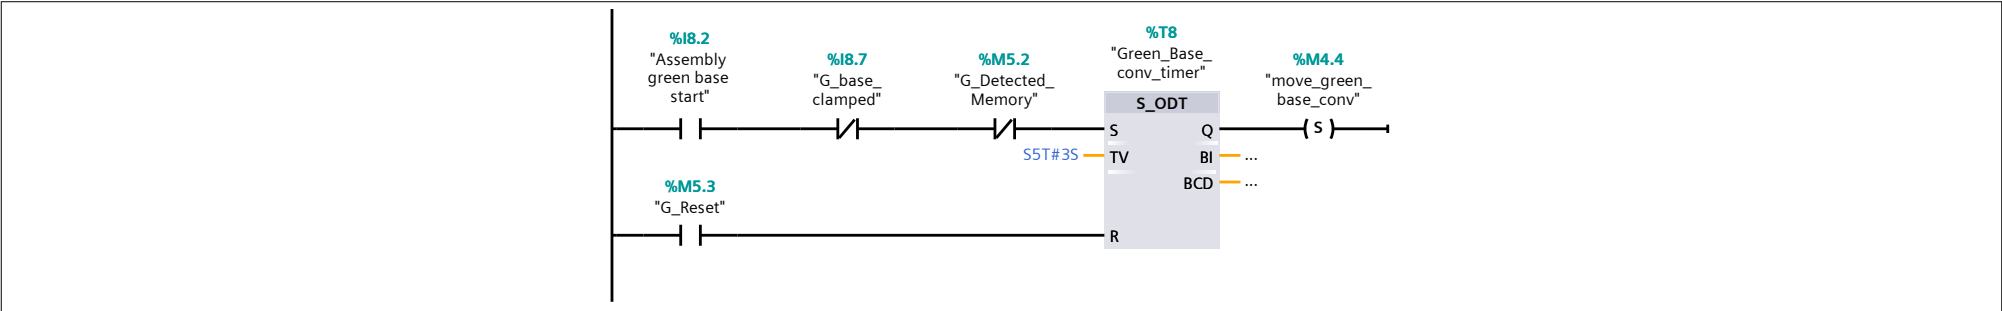 %I8.2
"Assembly
green base
start"
%I8.7
"G_base_
clamped"
%M5.2
"G_Detected_
Memory"
%T8
"Green_Base_
conv_timer"
%M4.4
"move_green_
base_conv"
S_ODT
S
Q
S
S5T#3S
TV
BI
...
BCD
...
%M5.3
"G_Reset"
R